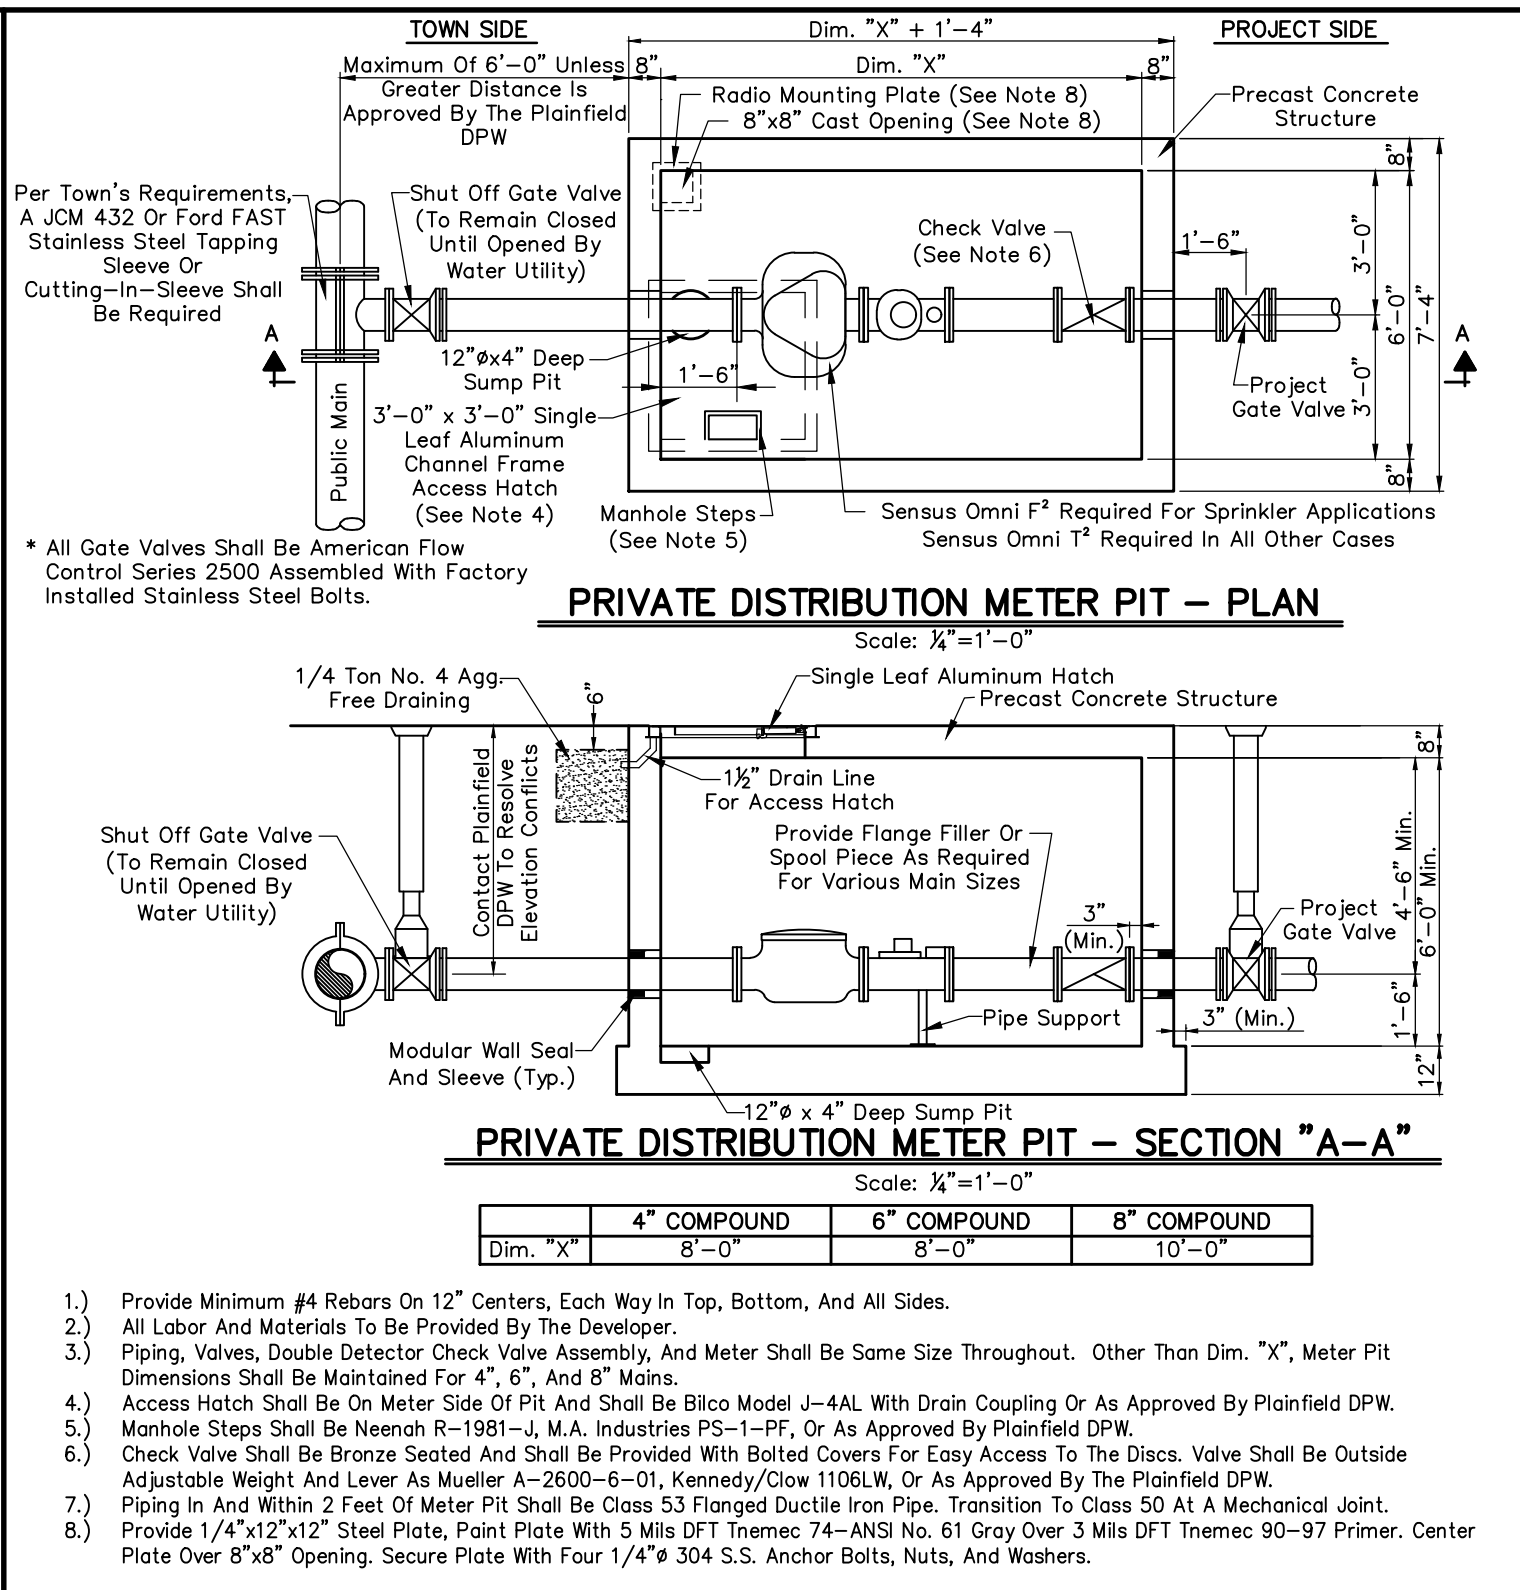 TOWN SIDE
Dim. "X" + 1'-4"
PROJECT SIDE
Maximum Of 6'-0" Unless
Greater Distance Is
Approved By The Plainfield
DPW
8"
Dim. "X"
8"
Radio Mounting Plate (See Note 8)
8"x8" Cast Opening (See Note 8)
Precast Concrete
Structure
Per Town's Requirements,
A JCM 432 Or Ford FAST
Stainless Steel Tapping
Sleeve Or
Cutting-In-Sleeve Shall
Be Required
Shut Off Gate Valve
(To Remain Closed
Until Opened By
Water Utility)
Check Valve
(See Note 6)
1'-6"
8"
3'-0"
6'-0"
7'-4"
3'-0"
8"
A
A
12"øx4" Deep
Sump Pit
1'-6"
Project
Gate Valve
Public Main
3'-0" x 3'-0" Single
Leaf Aluminum
Channel Frame
Access Hatch
(See Note 4)
Manhole Steps
(See Note 5)
Sensus Omni F² Required For Sprinkler Applications
Sensus Omni T² Required In All Other Cases
* All Gate Valves Shall Be American Flow
Control Series 2500 Assembled With Factory
Installed Stainless Steel Bolts.
PRIVATE DISTRIBUTION METER PIT - PLAN
Scale: ¼"=1'-0"
1/4 Ton No. 4 Agg.
Free Draining
6"
Single Leaf Aluminum Hatch
Precast Concrete Structure
8"
1½" Drain Line
For Access Hatch
Contact Plainfield
DPW To Resolve
Elevation Conflicts
Shut Off Gate Valve
(To Remain Closed
Until Opened By
Water Utility)
Provide Flange Filler Or
Spool Piece As Required
For Various Main Sizes
4'-6" Min.
6'-0" Min.
3"
(Min.)
Project
Gate Valve
Pipe Support
3" (Min.)
1'-6"
12"
Modular Wall Seal
And Sleeve (Typ.)
12"ø x 4" Deep Sump Pit
PRIVATE DISTRIBUTION METER PIT - SECTION "A-A"
Scale: ¼"=1'-0"
4" COMPOUND 6" COMPOUND 8" COMPOUND
Dim. "X" 8'-0" 8'-0" 10'-0"
1.) Provide Minimum #4 Rebars On 12" Centers, Each Way In Top, Bottom, And All Sides.
2.) All Labor And Materials To Be Provided By The Developer.
3.) Piping, Valves, Double Detector Check Valve Assembly, And Meter Shall Be Same Size Throughout. Other Than Dim. "X", Meter Pit
Dimensions Shall Be Maintained For 4", 6", And 8" Mains.
4.) Access Hatch Shall Be On Meter Side Of Pit And Shall Be Bilco Model J-4AL With Drain Coupling Or As Approved By Plainfield DPW.
5.) Manhole Steps Shall Be Neenah R-1981-J, M.A. Industries PS-1-PF, Or As Approved By Plainfield DPW.
6.) Check Valve Shall Be Bronze Seated And Shall Be Provided With Bolted Covers For Easy Access To The Discs. Valve Shall Be Outside
Adjustable Weight And Lever As Mueller A-2600-6-01, Kennedy/Clow 1106LW, Or As Approved By The Plainfield DPW.
7.) Piping In And Within 2 Feet Of Meter Pit Shall Be Class 53 Flanged Ductile Iron Pipe. Transition To Class 50 At A Mechanical Joint.
8.) Provide 1/4"x12"x12" Steel Plate, Paint Plate With 5 Mils DFT Tnemec 74-ANSI No. 61 Gray Over 3 Mils DFT Tnemec 90-97 Primer. Center
Plate Over 8"x8" Opening. Secure Plate With Four 1/4"ø 304 S.S. Anchor Bolts, Nuts, And Washers.